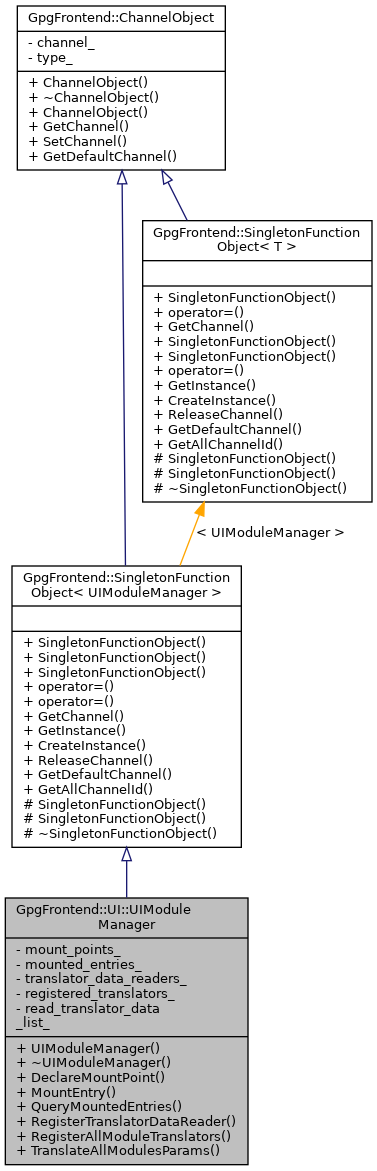 GpgFrontend::ChannelObject
- channel_
- type_
+ ChannelObject()
+ ~ChannelObject()
+ ChannelObject()
+ GetChannel()
+ SetChannel()
+ GetDefaultChannel()
GpgFrontend::SingletonFunction
Object< T >
+ SingletonFunctionObject()
+ operator=()
+ GetChannel()
+ SingletonFunctionObject()
+ SingletonFunctionObject()
+ operator=()
+ GetInstance()
+ CreateInstance()
+ ReleaseChannel()
+ GetDefaultChannel()
+ GetAllChannelId()
# SingletonFunctionObject()
# SingletonFunctionObject()
# ~SingletonFunctionObject()
< UIModuleManager >
GpgFrontend::SingletonFunction
Object< UIModuleManager >
+ SingletonFunctionObject()
+ SingletonFunctionObject()
+ SingletonFunctionObject()
+ operator=()
+ operator=()
+ GetChannel()
+ GetInstance()
+ CreateInstance()
+ ReleaseChannel()
+ GetDefaultChannel()
+ GetAllChannelId()
# SingletonFunctionObject()
# SingletonFunctionObject()
# ~SingletonFunctionObject()
GpgFrontend::UI::UIModule
Manager
- mount_points_
- mounted_entries_
- translator_data_readers_
- registered_translators_
- read_translator_data
_list_
+ UIModuleManager()
+ ~UIModuleManager()
+ DeclareMountPoint()
+ MountEntry()
+ QueryMountedEntries()
+ RegisterTranslatorDataReader()
+ RegisterAllModuleTranslators()
+ TranslateAllModulesParams()